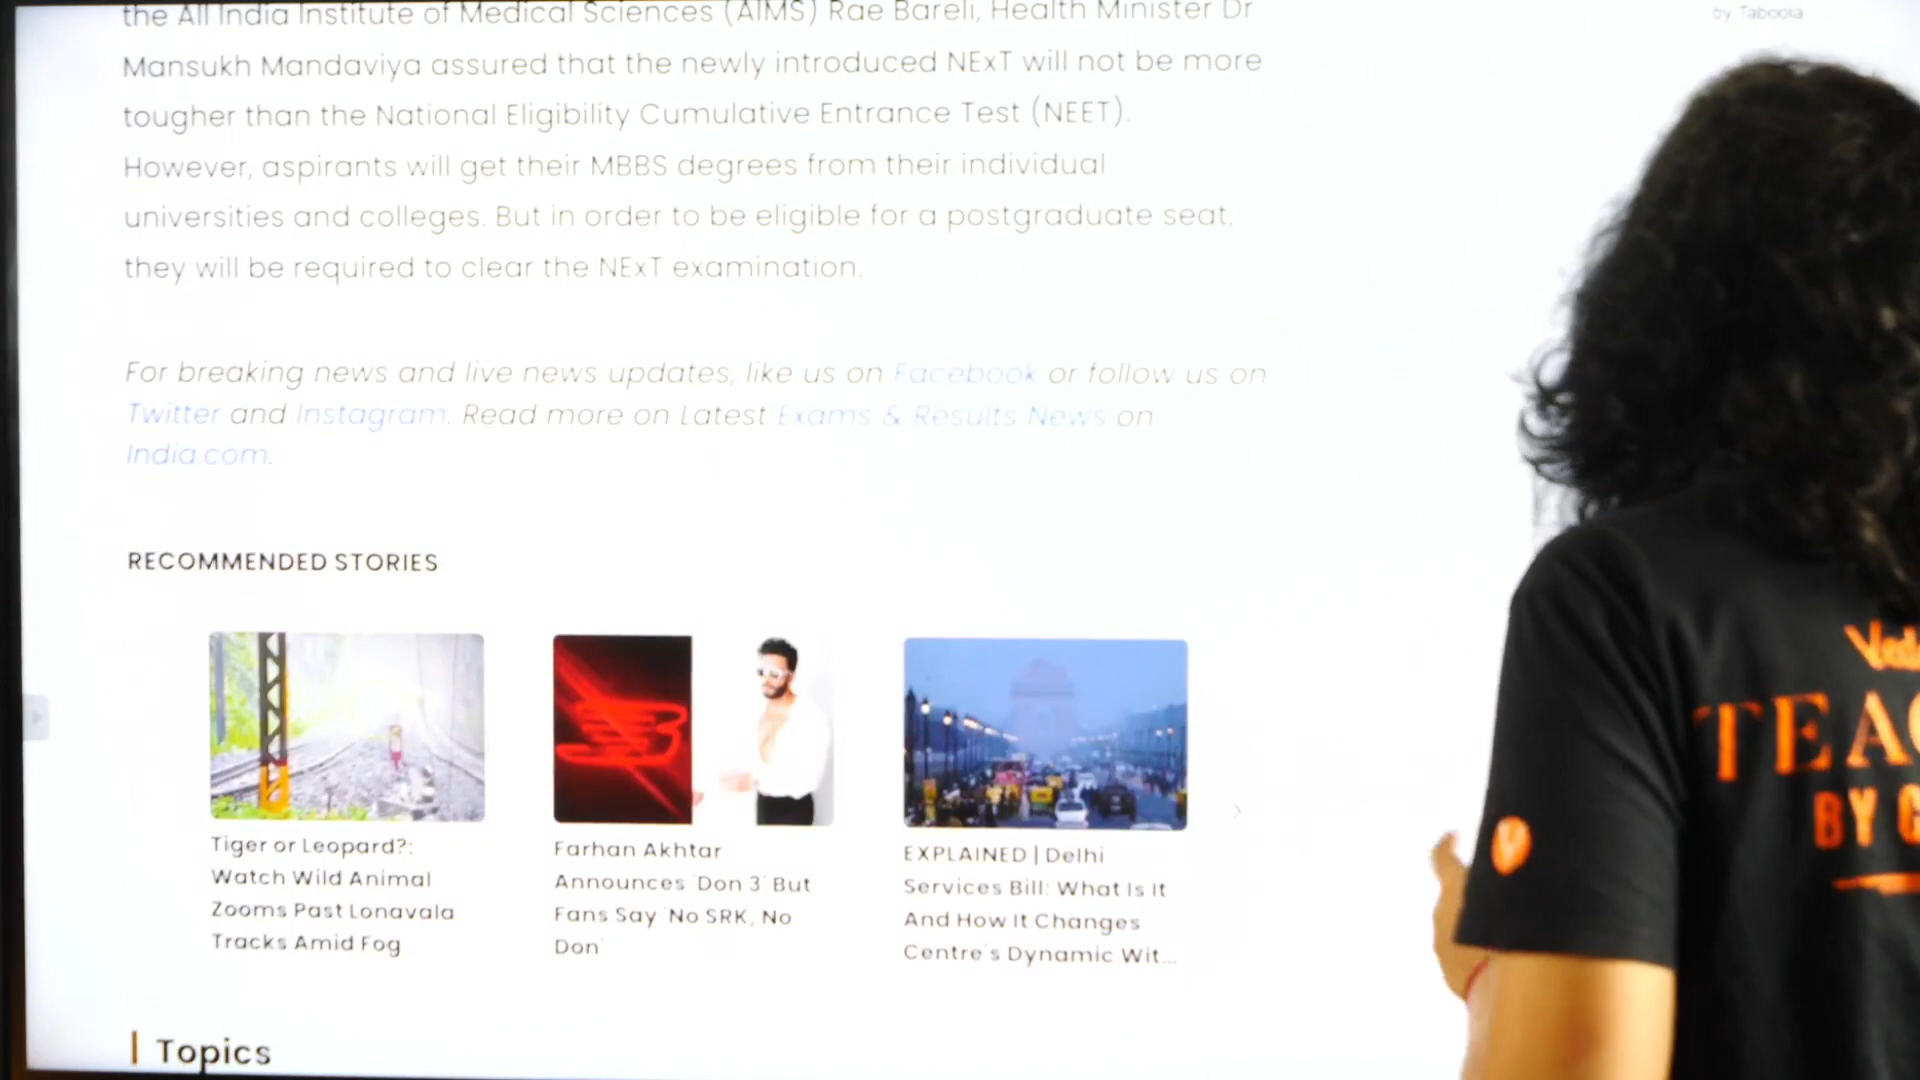 the All India Institute of Medical Sciences (AIMS) Rae Bareli, Health Minister Dr
Mansukh Mandaviya assured that the newly introduced NExT will not be more
tougher than the National Eligibility Cumulative Entrance Test (NEET).
However, aspirants will get their MBBS degrees from their individual
universities and colleges. But in order to be eligible for a postgraduate seat,
they will be required to clear the NExT examination.
For breaking news and live news updates, like us on Facebook or follow us on
Twitter and Instagram. Read more on Latest Exams & Results News on
India.com.
by Taboola
RECOMMENDED STORIES
Tiger or Leopard?:
Watch Wild Animal
Zooms Past Lonavala
Tracks Amid Fog
Farhan Akhtar
Announces 'Don 3' But
Fans Say 'No SRK, No
Don'
EXPLAINED | Delhi
Services Bill: What Is It
And How It Changes
Centre's Dynamic Wit...
Topics
BY